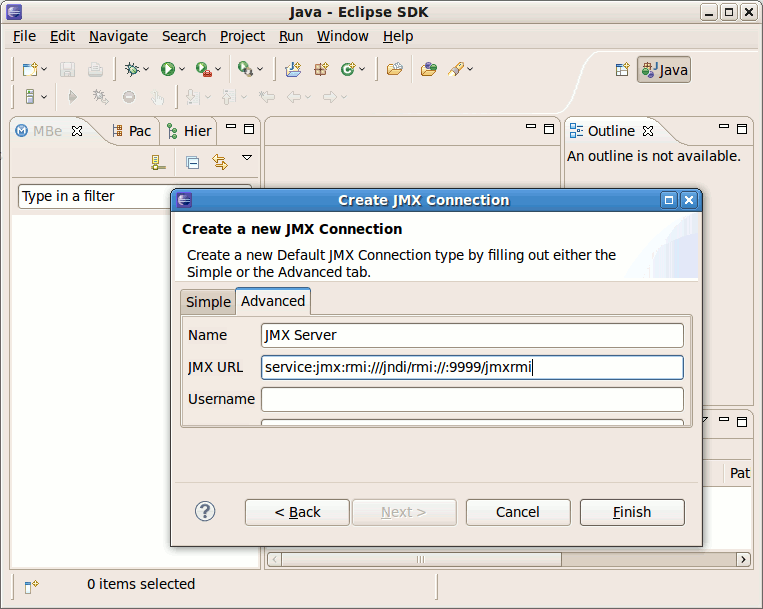 Java - Eclipse SDK
File Edit Navigate Search Project Run Window Help
Java
MBe Pac Hier Outline
An outline is not available.
Type in a filter
Create JMX Connection
Create a new JMX Connection
Create a new Default JMX Connection type by filling out either the
Simple or the Advanced tab.
Simple Advanced
Name JMX Server
JMX URL service:jmx:rmi:///jndi/rmi://:9999/jmxrmi
Username
Pat
? < Back Next > Cancel Finish
0 items selected